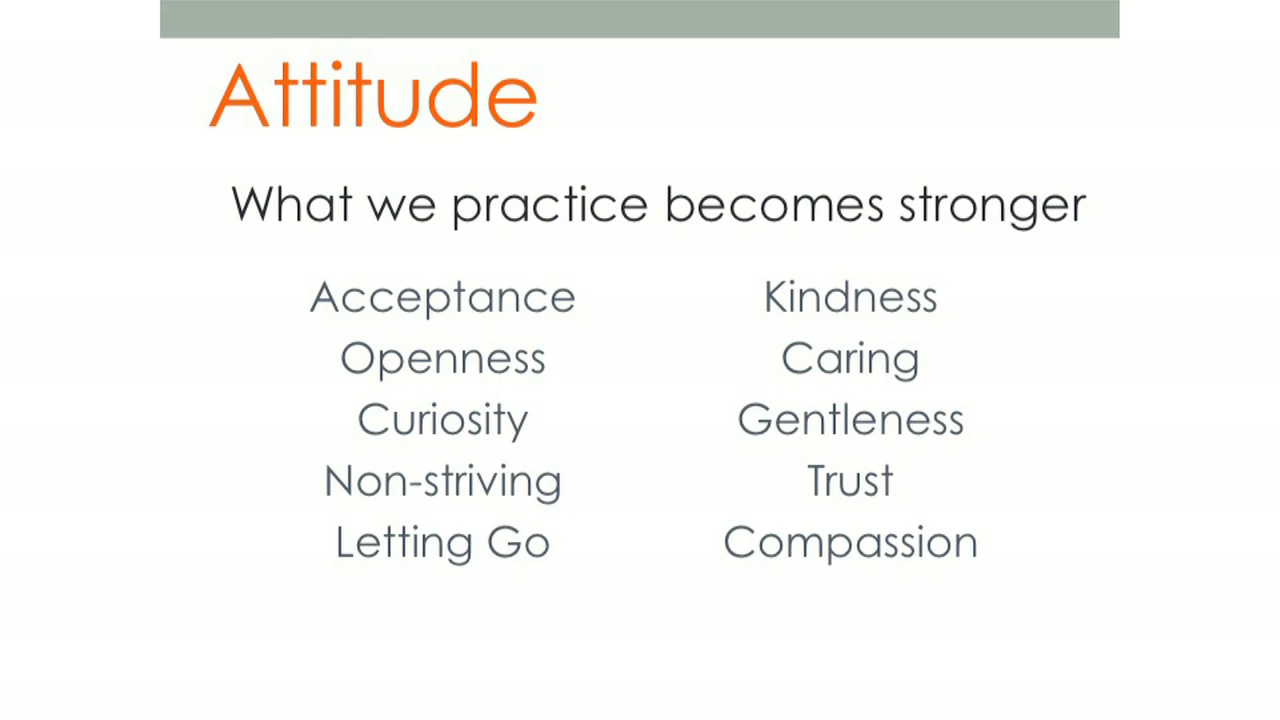 Attitude
What we practice becomes stronger
Acceptance
Openness
Curiosity
Non-striving
Letting Go
Kindness
Caring
Gentleness
Trust
Compassion